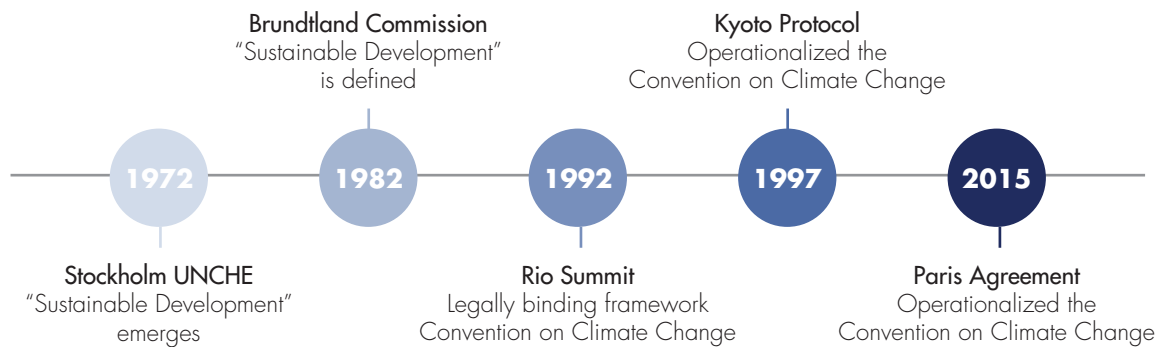 Brundtland Commission
“Sustainable Development”
is defined
Kyoto Protocol
Operationalized the
Convention on Climate Change
1972
1982
1992
1997
2015
Stockholm UNCHE
“Sustainable Development”
emerges
Rio Summit
Legally binding framework
Convention on Climate Change
Paris Agreement
Operationalized the
Convention on Climate Change